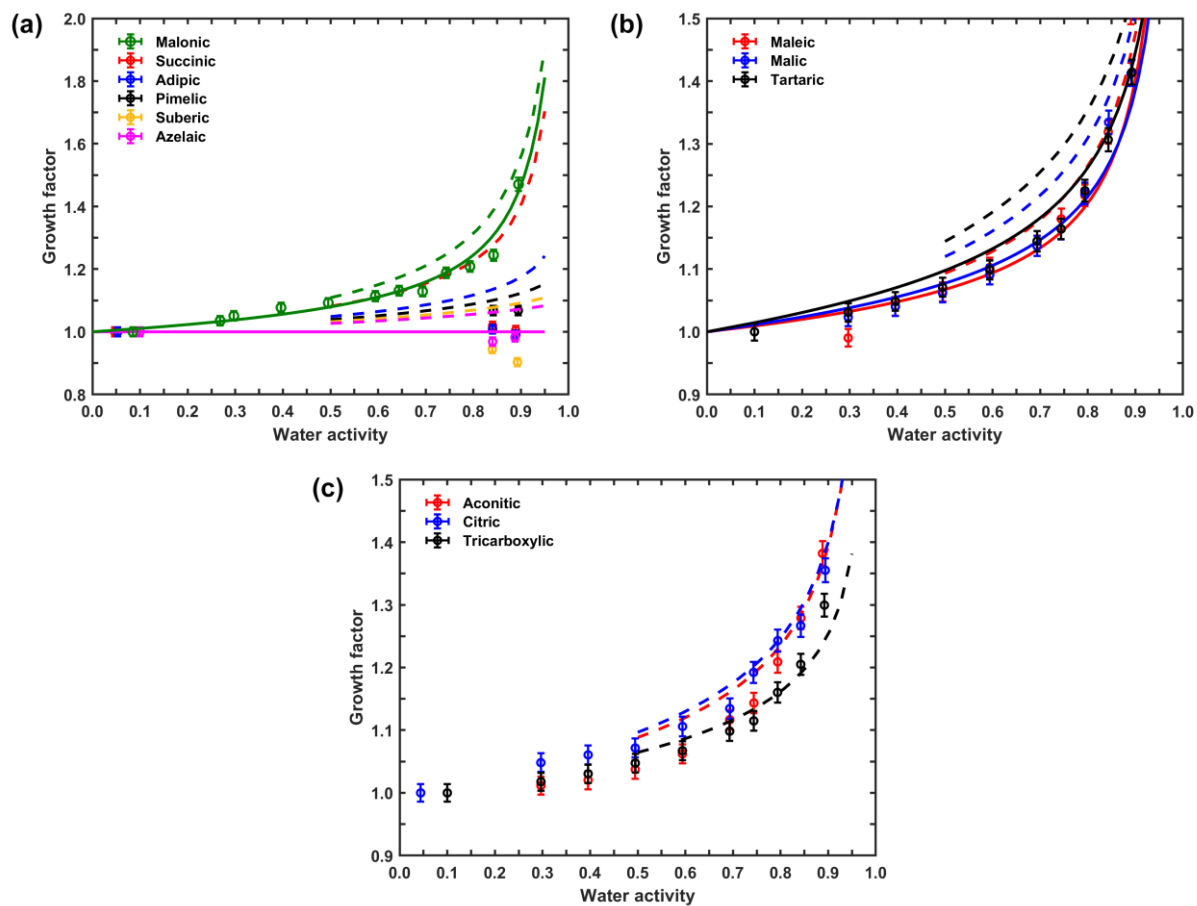 (a)
2.0
1.8
1.6
1.4
1.2
1.0
0.8
Growth factor
Malonic
Succinic
Adipic
Pimelic
Suberic
Azelaic
0.0 0.1 0.2 0.3 0.4 0.5 0.6 0.7 0.8 0.9 1.0
Water activity
(b)
1.5
1.4
1.3
1.2
1.1
1.0
0.9
Growth factor
Maleic
Malic
Tartaric
0.0 0.1 0.2 0.3 0.4 0.5 0.6 0.7 0.8 0.9 1.0
Water activity
(c)
1.5
1.4
1.3
1.2
1.1
1.0
0.9
Growth factor
Aconitic
Citric
Tricarboxylic
0.0 0.1 0.2 0.3 0.4 0.5 0.6 0.7 0.8 0.9 1.0
Water activity